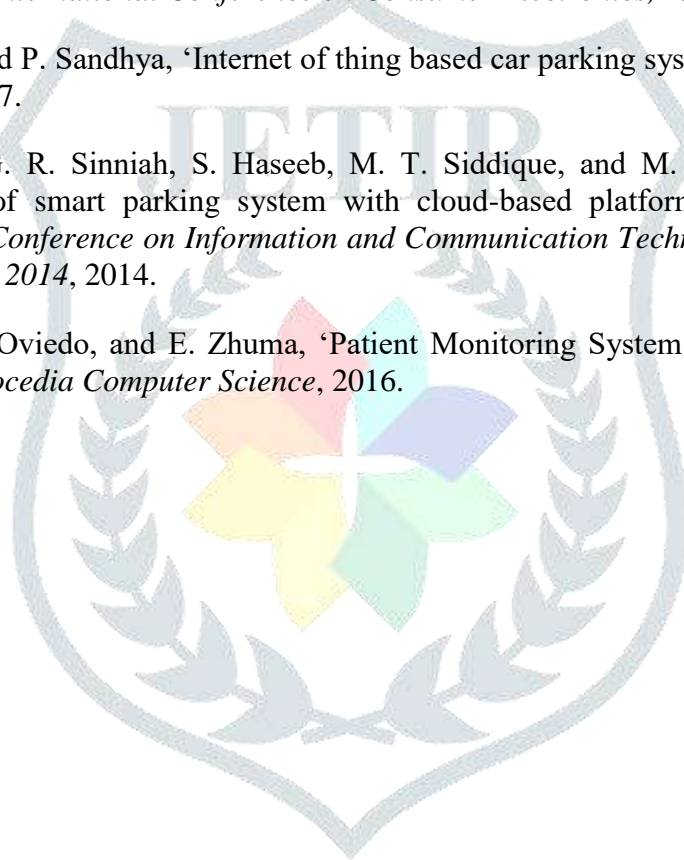 d P. Sandhya, ‘Internet of thing based car parking sys
7.
JETIR
G. R. Sinniah, S. Haseeb, M. T. Siddique, and M.
of smart parking system with cloud-based platform
Conference on Information and Communication Techn
2014, 2014.
Oviedo, and E. Zhuma, ‘Patient Monitoring System
ocedia Computer Science, 2016.